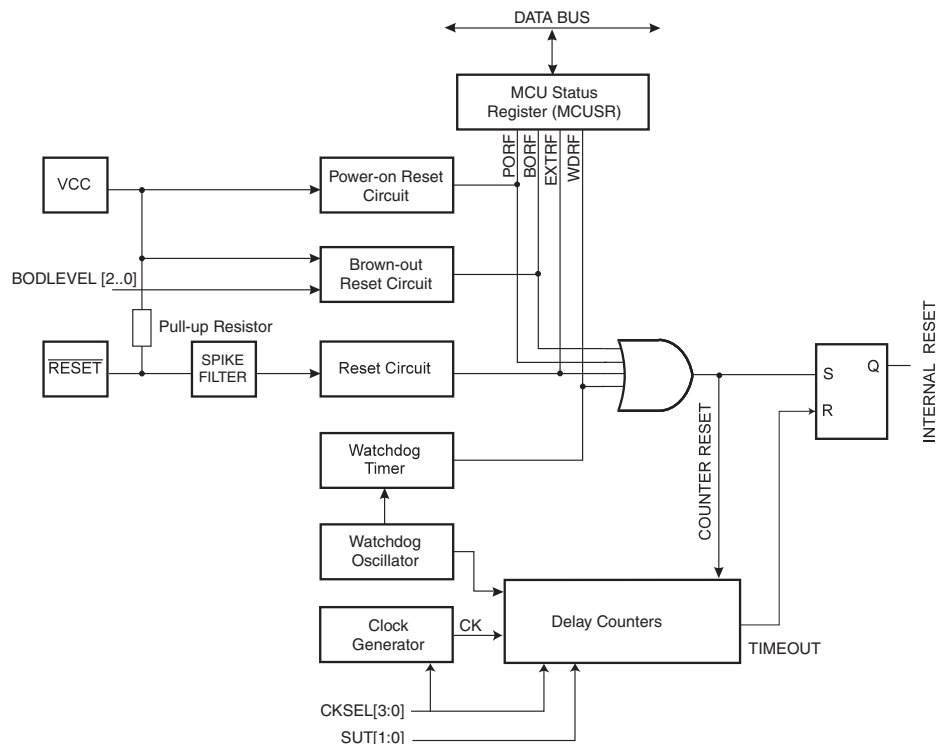 DATA BUS
MCU Status
Register (MCUSR)
PORF
BORF
EXTRF
WDRF
VCC
Power-on Reset
Circuit
BODLEVEL [2..0]
Brown-out
Reset Circuit
Pull-up Resistor
RESET
SPIKE
FILTER
Reset Circuit
S
Q
R
INTERNAL RESET
COUNTER RESET
Watchdog
Timer
Watchdog
Oscillator
Clock
Generator
CK
Delay Counters
TIMEOUT
CKSEL[3:0]
SUT[1:0]